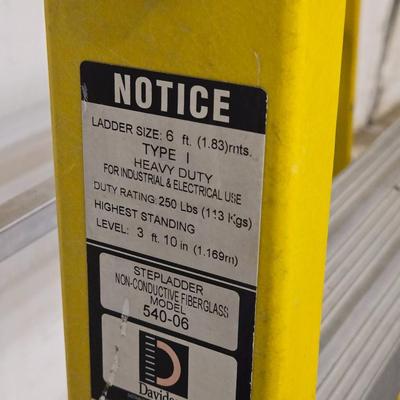 NOTICE
LADDER SIZE: 6 ft. (1.83)mts.
TYPE I
HEAVY DUTY
FOR INDUSTRIAL & ELECTRICAL USE
DUTY RATING: 250 Lbs (113 Kgs)
HIGHEST STANDING
LEVEL: 3 ft. 10 in (1.169m)
STEPLADDER
NON-CONDUCTIVE FIBERGLASS
MODEL
540-06